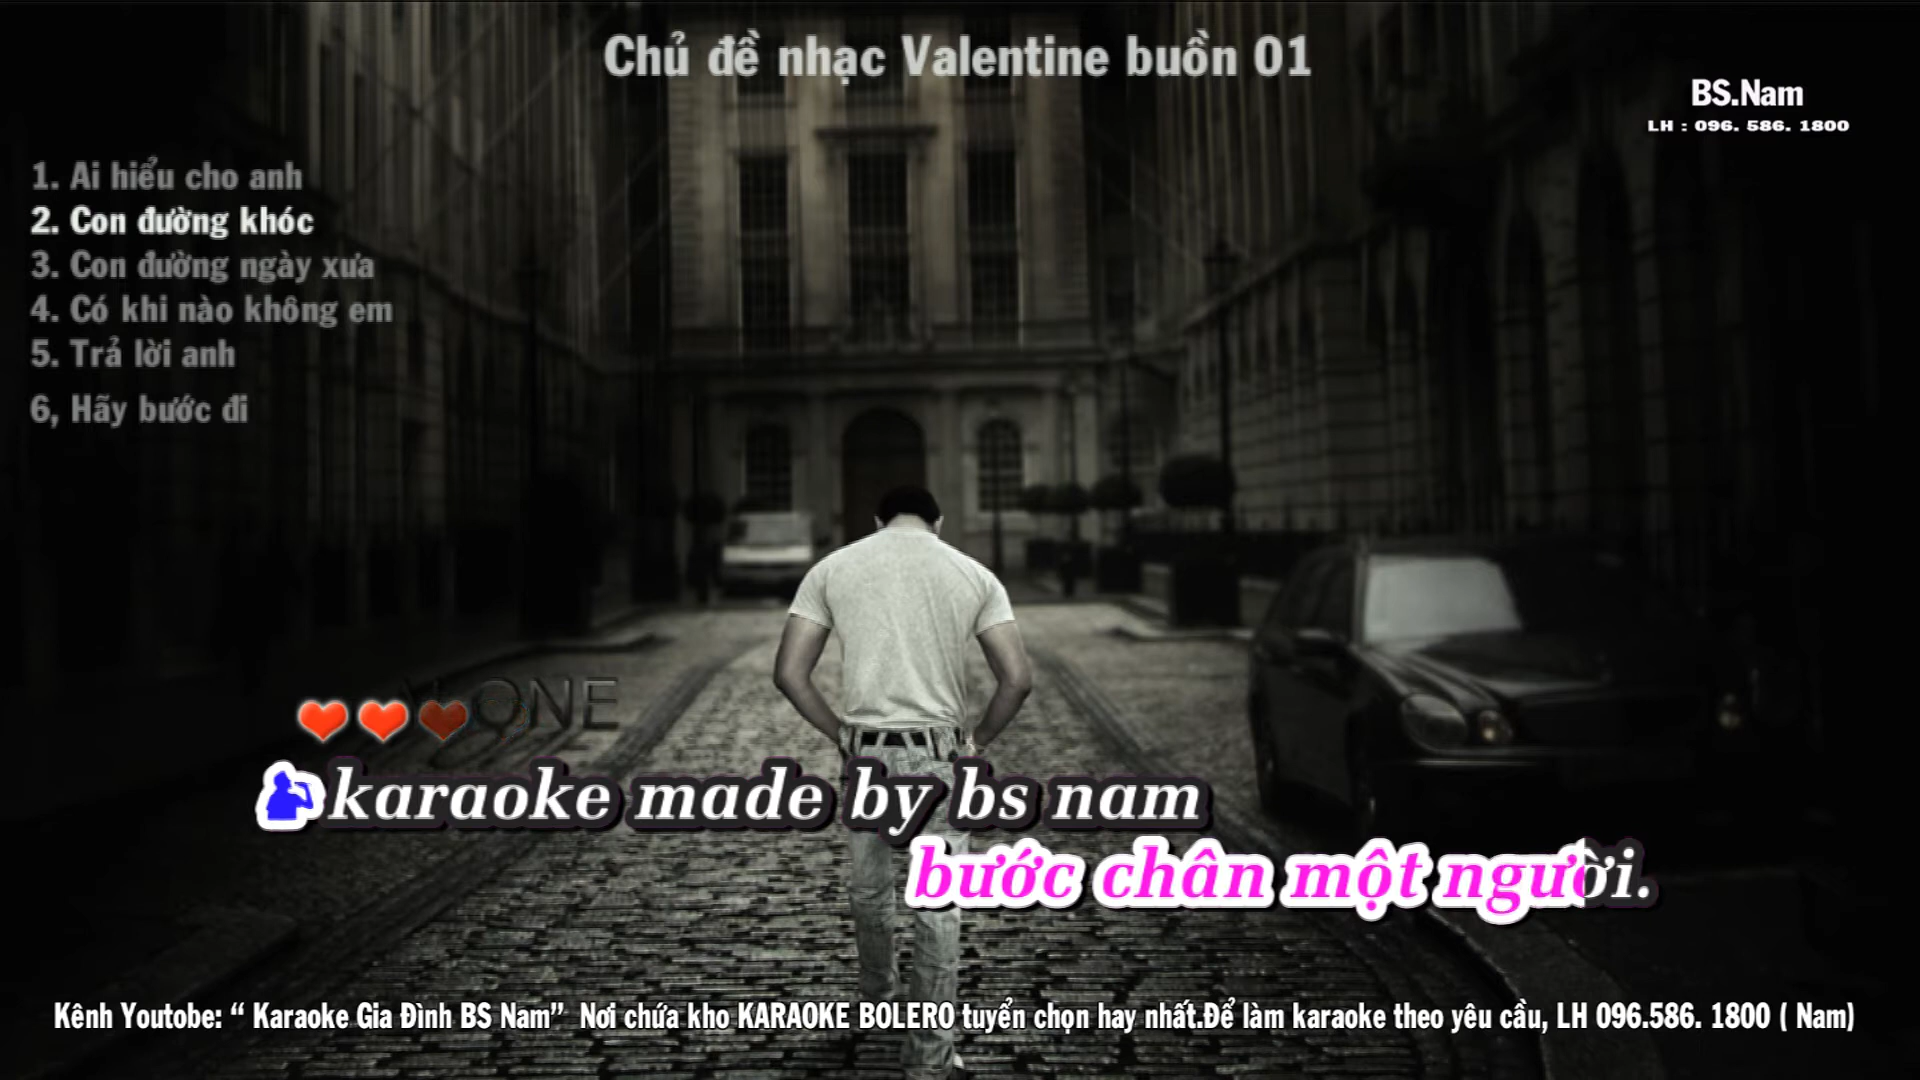 Chủ đề nhạc Valentine buồn 01
BS.Nam
LH : 096. 586. 1800
1. Ai hiểu cho anh
2. Con đường khóc
3. Con đường ngày xưa
4. Có khi nào không em
5. Trả lời anh
6, Hãy bước đi
ALONE
karaoke made by bs nam
bước chân một người.
Kênh Youtobe: “ Karaoke Gia Đình BS Nam” Nơi chứa kho KARAOKE BOLERO tuyển chọn hay nhất.Để làm karaoke theo yêu cầu, LH 096.586. 1800 ( Nam)